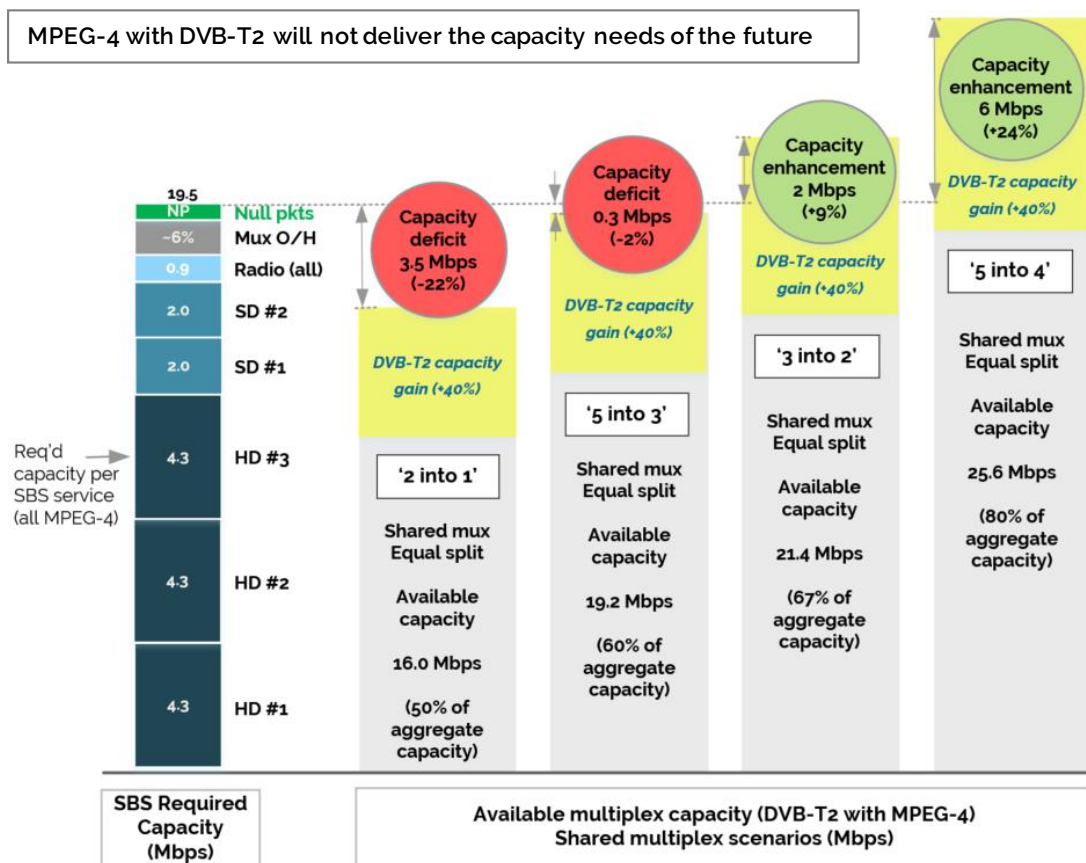 MPEG-4 with DVB-T2 will not deliver the capacity needs of the future
19.5
NP
Null pkts
~6%
Mux O/H
0.9
Radio (all)
2.0
SD #2
2.0
SD #1
4.3
HD #3
4.3
HD #2
4.3
HD #1
Req'd
capacity per
SBS service
(all MPEG-4)
SBS Required
Capacity
(Mbps)
Capacity
deficit
3.5 Mbps
(-22%)
DVB-T2 capacity
gain (+40%)
'2 into 1'
Shared mux
Equal split
Available
capacity
16.0 Mbps
(50% of
aggregate
capacity)
Capacity
deficit
0.3 Mbps
(-2%)
DVB-T2 capacity
gain (+40%)
'5 into 3'
Shared mux
Equal split
Available
capacity
19.2 Mbps
(60% of
aggregate
capacity)
Capacity
enhancement
2 Mbps
(+9%)
DVB-T2 capacity
gain (+40%)
'3 into 2'
Shared mux
Equal split
Available
capacity
21.4 Mbps
(67% of
aggregate
capacity)
Capacity
enhancement
6 Mbps
(+24%)
DVB-T2 capacity
gain (+40%)
'5 into 4'
Shared mux
Equal split
Available
capacity
25.6 Mbps
(80% of
aggregate
capacity)
Available multiplex capacity (DVB-T2 with MPEG-4)
Shared multiplex scenarios (Mbps)